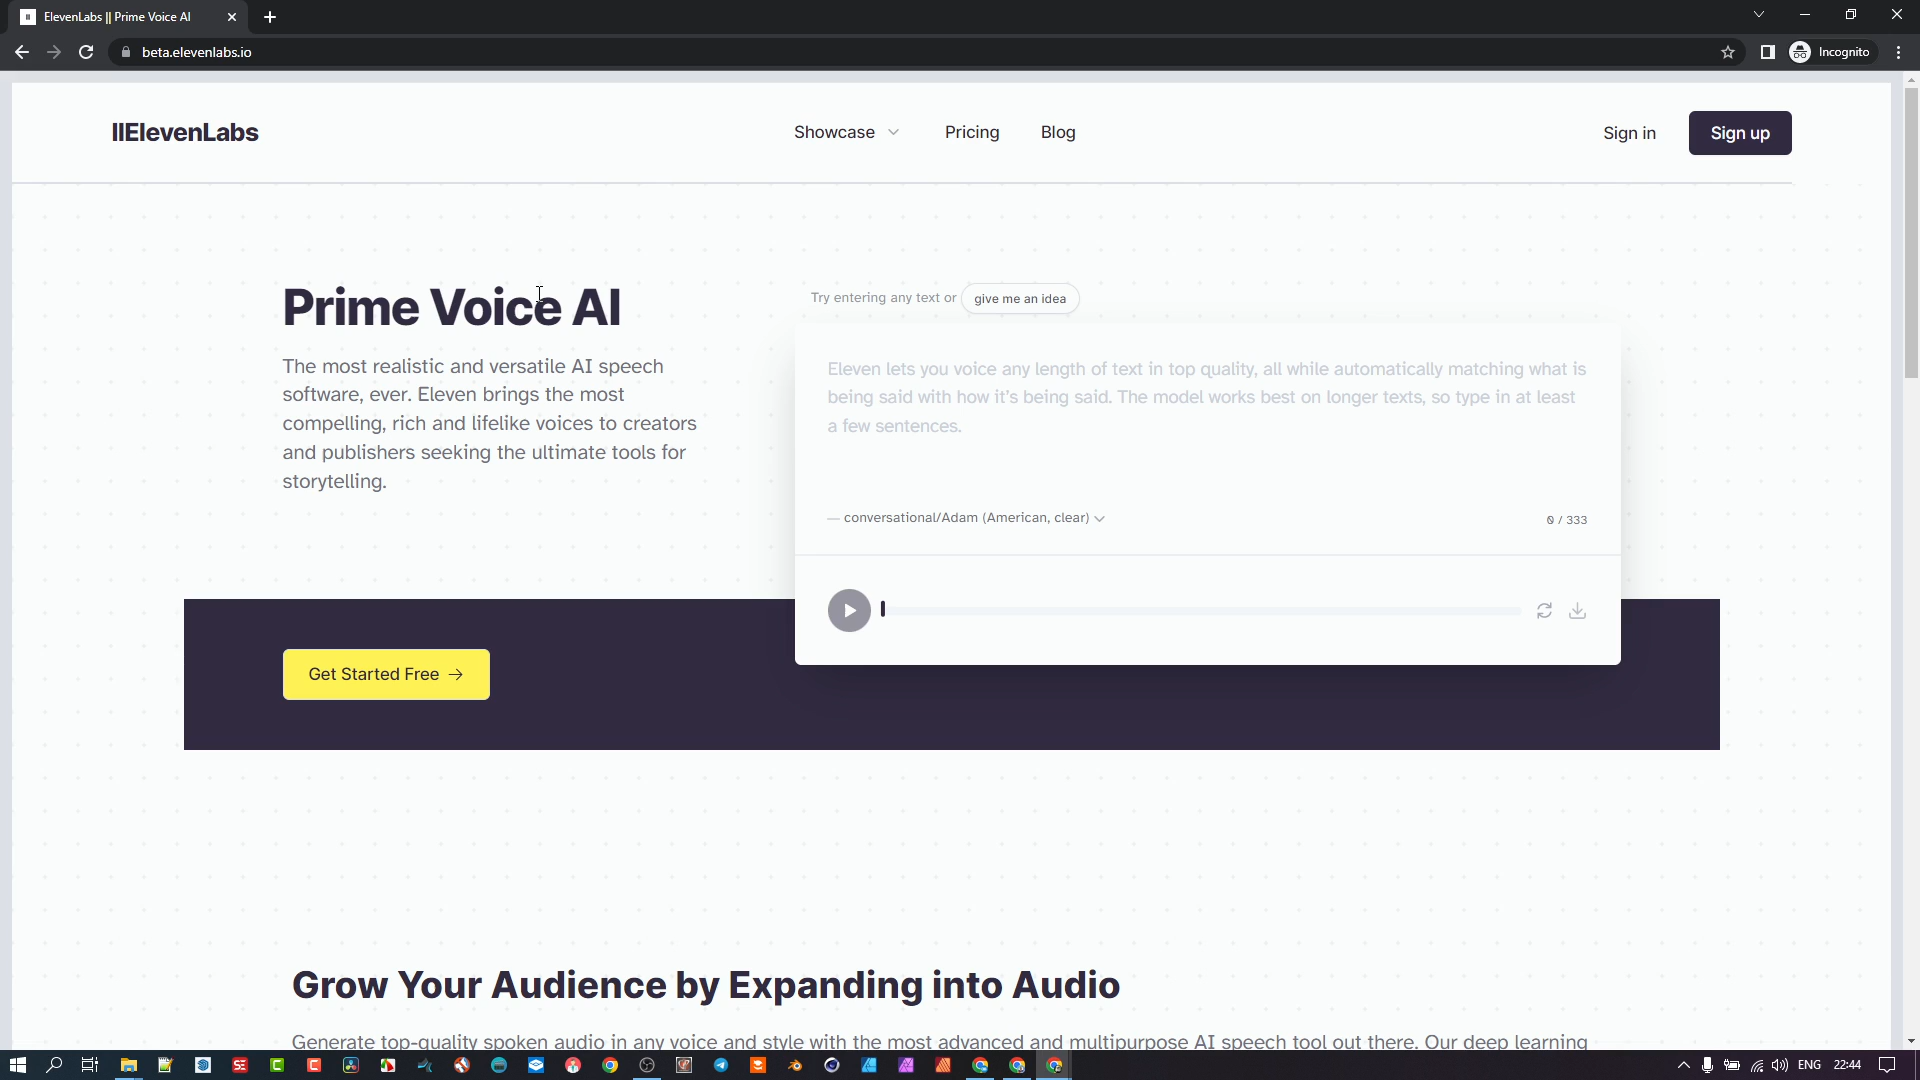 ElevenLabs || Prime Voice AI
beta.elevenlabs.io
Incognito
IIElevenLabs
Showcase
Pricing
Blog
Sign in
Sign up
Prime Voice AI
The most realistic and versatile AI speech
software, ever. Eleven brings the most
compelling, rich and lifelike voices to creators
and publishers seeking the ultimate tools for
storytelling.
Get Started Free →
Try entering any text or give me an idea
Eleven lets you voice any length of text in top quality, all while automatically matching what is
being said with how it's being said. The model works best on longer texts, so type in at least
a few sentences.
— conversational/Adam (American, clear)
0 / 333
Grow Your Audience by Expanding into Audio
Generate top-quality spoken audio in any voice and style with the most advanced and multipurpose AI speech tool out there. Our deep learning
ENG
22:44